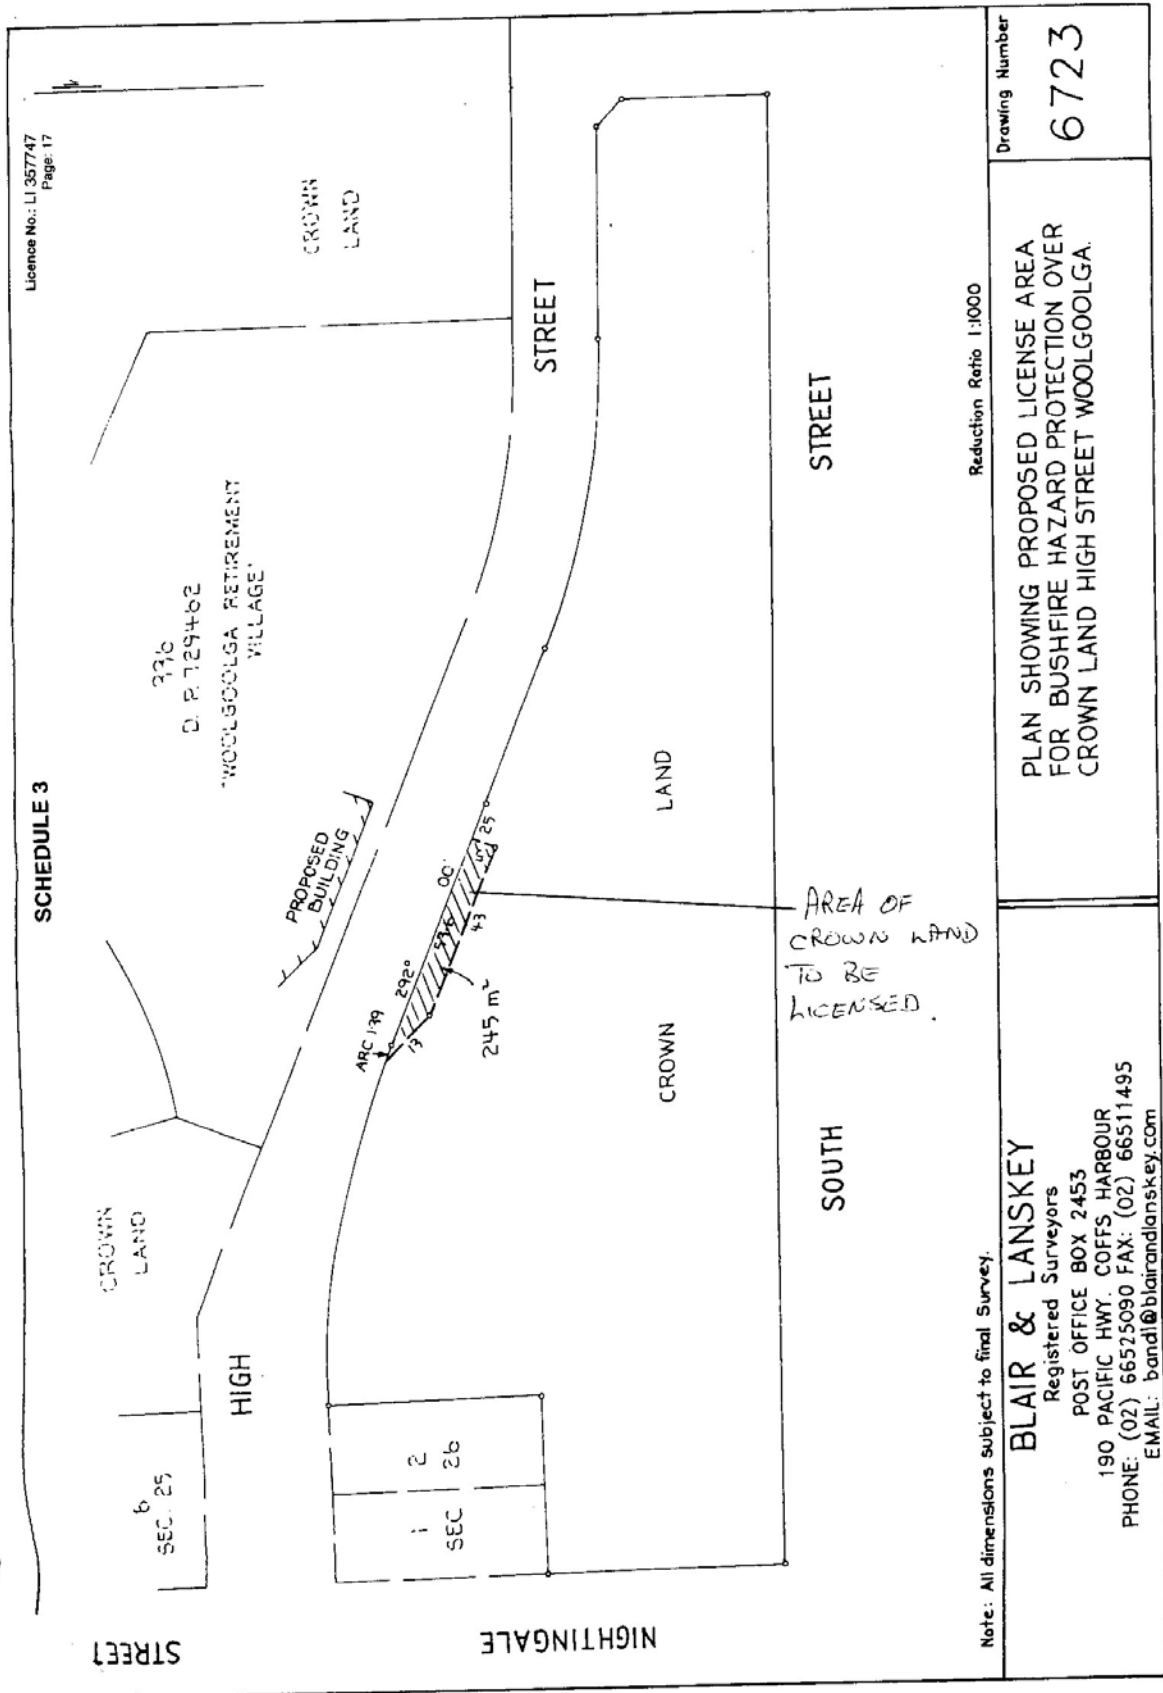 SCHEDULE 3
Licence No.: LI 357747
Page: 17
STREET
6
SEC. 25
CROWN
LAND
PROPOSED
BUILDING
D. P. 729462
"WOOLGOOLGA RETIREMENT
VILLAGE"
CROWN
LAND
HIGH
STREET
1
2
SEC
26
ARC 1·39
292°
00'
13
43
25
245 m²
CROWN
LAND
AREA OF
CROWN LAND
TO BE
LICENSED.
NIGHTINGALE
SOUTH
STREET
Note: All dimensions subject to final Survey.
Reduction Ratio 1:1000
BLAIR & LANSKEY
Registered Surveyors
POST OFFICE BOX 2453
190 PACIFIC HWY. COFFS HARBOUR
PHONE: (02) 66525090 FAX: (02) 66511495
EMAIL: bandl@blairandlanskey.com
PLAN SHOWING PROPOSED LICENSE AREA
FOR BUSHFIRE HAZARD PROTECTION OVER
CROWN LAND HIGH STREET WOOLGOOLGA.
Drawing Number
6723